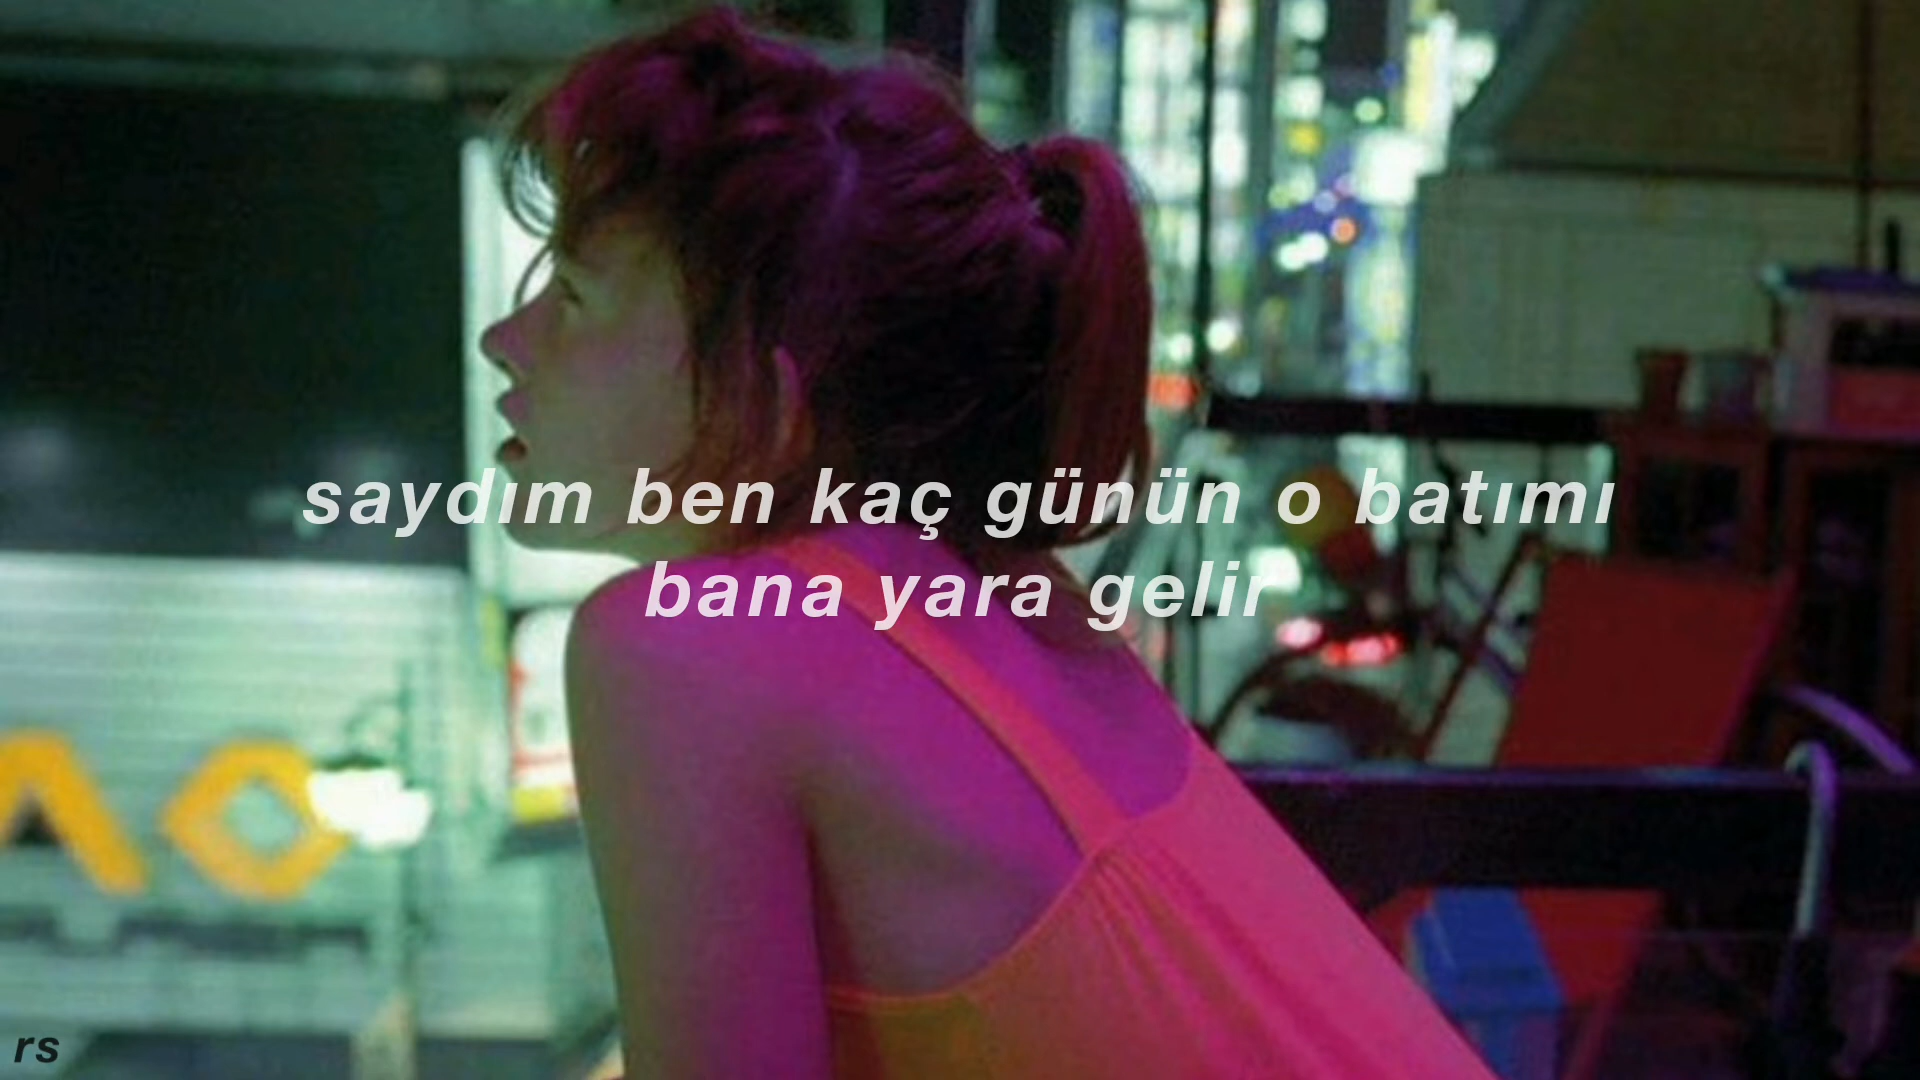 saydım ben kaç günün o batımı
bana yara gelir
rs